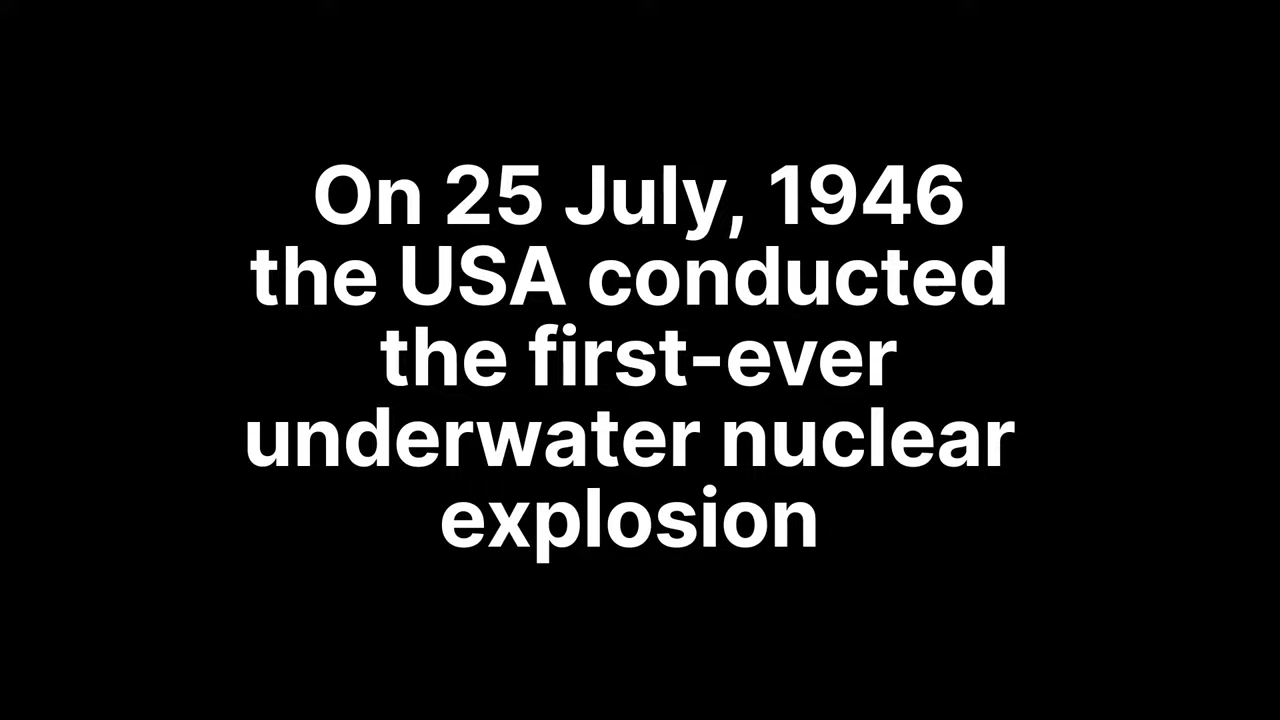 On 25 July, 1946
the USA conducted
the first-ever
underwater nuclear
explosion